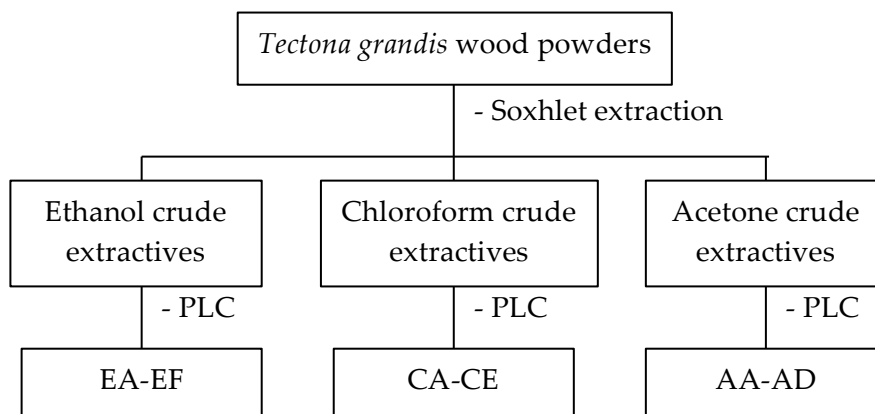 Tectona grandis wood powders
- Soxhlet extraction
Ethanol crude
extractives
Chloroform crude
extractives
Acetone crude
extractives
- PLC
- PLC
- PLC
EA-EF
CA-CE
AA-AD